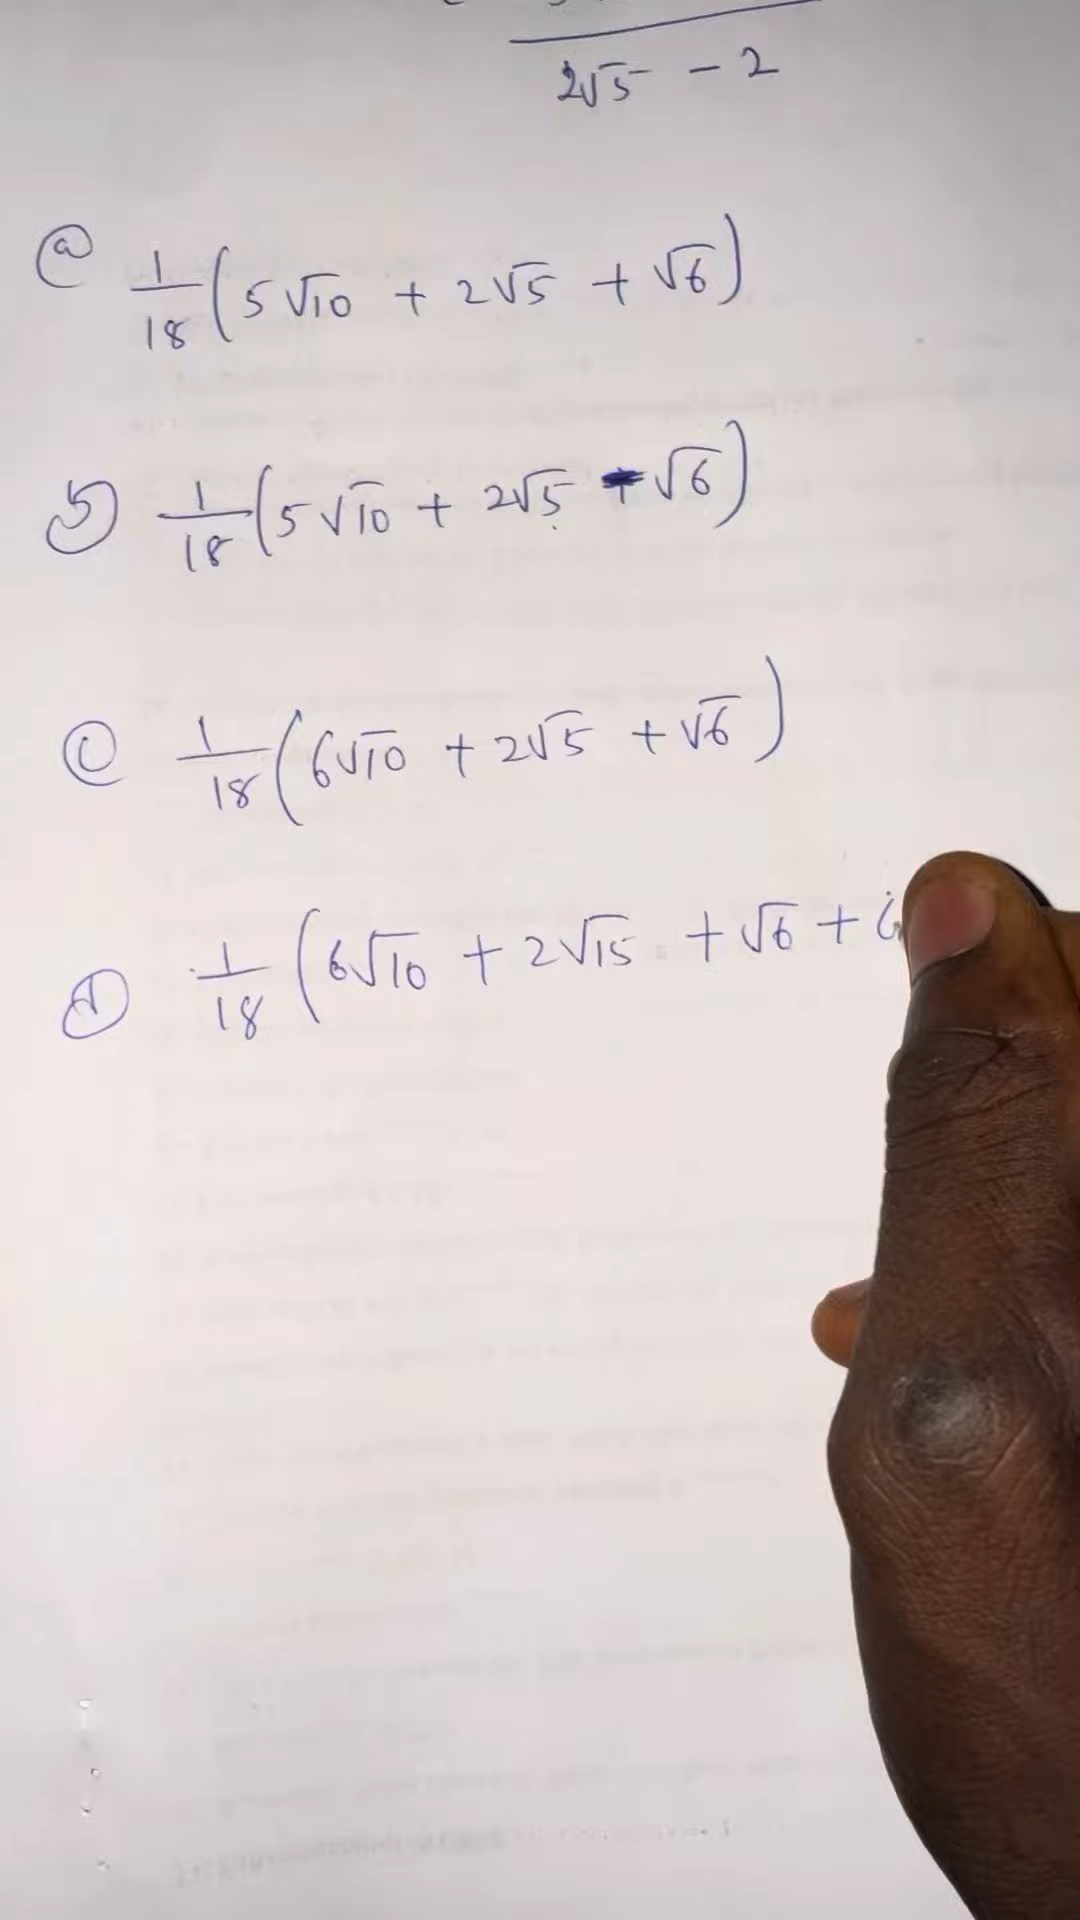 2√5 - 2
(a) 1/18 (5√10 + 2√5 + √6)
(b) 1/18 (5√10 + 2√5 - √6)
(c) 1/18 (6√10 + 2√5 + √6)
(d) 1/18 (6√10 + 2√15 + √6 +